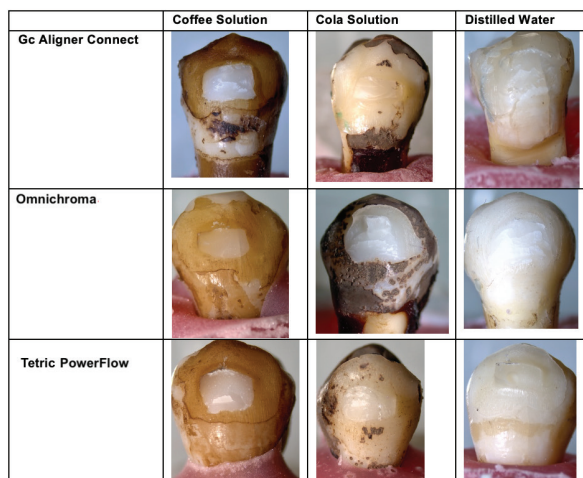 Coffee Solution Cola Solution Distilled Water
Gc Aligner Connect
Omnichroma
Tetric PowerFlow